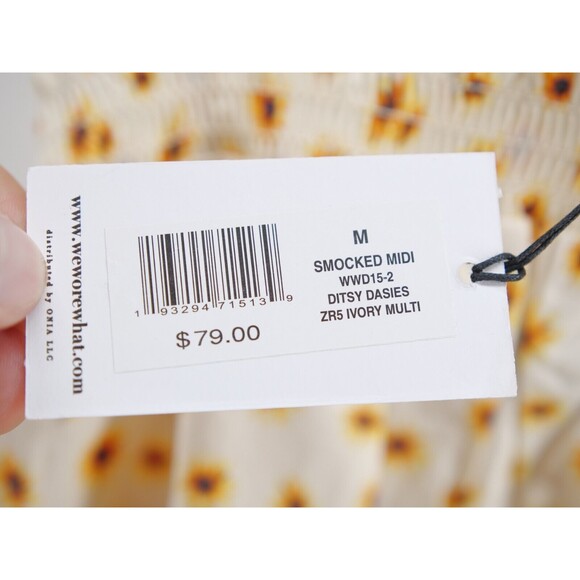 www.weworewhat.com
distributed by ONIA LLC
M
SMOCKED MIDI
WWD15-2
DITSY DASIES
ZR5 IVORY MULTI
1 93294 71513 9
$79.00